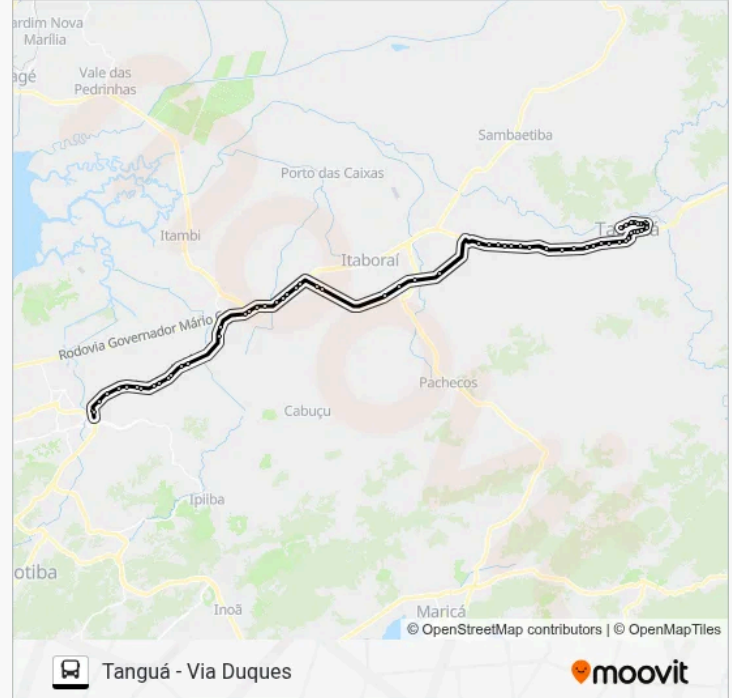 ardim Nova
Marília
agé
Vale das
Pedrinhas
Sambaetiba
Porto das Caixas
Itambi
Itaboraí
Rodovia Governador Mário
Pachecos
Cabuçu
Ipiiba
otiba
Inoã
Maricá
© OpenStreetMap contributors | © OpenMapTiles
Tanguá - Via Duques
moovit